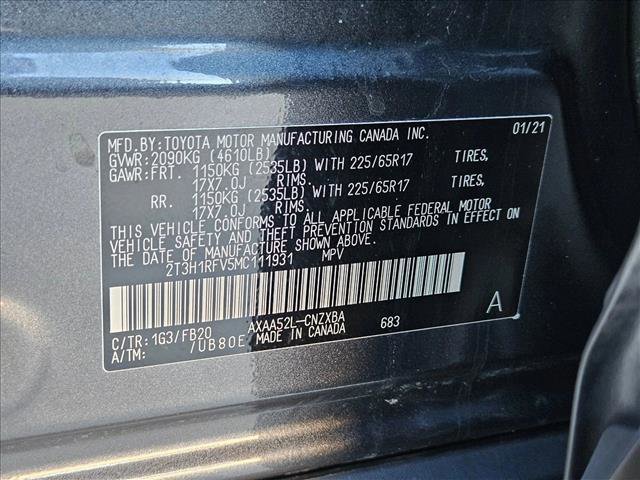 MFD.BY:TOYOTA MOTOR MANUFACTURING CANADA INC. 01/21
GVWR:2090KG (4610LB)
GAWR:FRT. 1150KG (2535LB) WITH 225/65R17 TIRES,
17X7.0J RIMS
RR. 1150KG (2535LB) WITH 225/65R17 TIRES,
17X7.0J RIMS
THIS VEHICLE CONFORMS TO ALL APPLICABLE FEDERAL MOTOR
VEHICLE SAFETY AND THEFT PREVENTION STANDARDS IN EFFECT ON
THE DATE OF MANUFACTURE SHOWN ABOVE.
2T3H1RFV5MC111931 MPV
A
C/TR:1G3/FB20 AXAA52L-CNZXBA 683
A/TM: /UB80E MADE IN CANADA